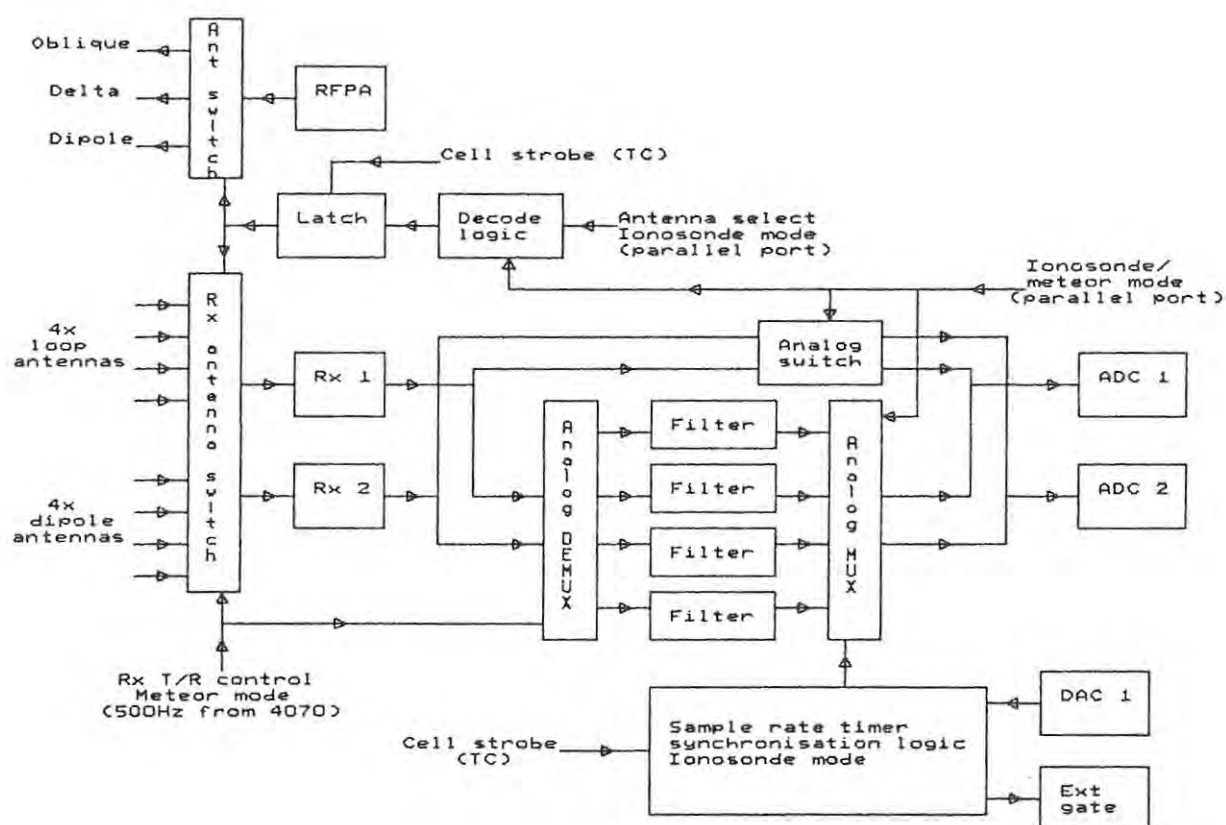 Oblique
Delta
Dipole
Ant switch
RFPA
Cell strobe (TC)
Latch
Decode
logic
Antenna select
Ionosonde mode
(parallel port)
Ionosonde/
meteor mode
(parallel port)
4x
loop
antennas
4x
dipole
antennas
Rx antenna switch
Rx 1
Rx 2
Analog
switch
Analog DEMUX
Filter
Filter
Filter
Filter
Analog MUX
ADC 1
ADC 2
Rx T/R control
Meteor mode
(500Hz from 4070)
Cell strobe
(TC)
Sample rate timer
synchronisation logic
Ionosonde mode
DAC 1
Ext
gate